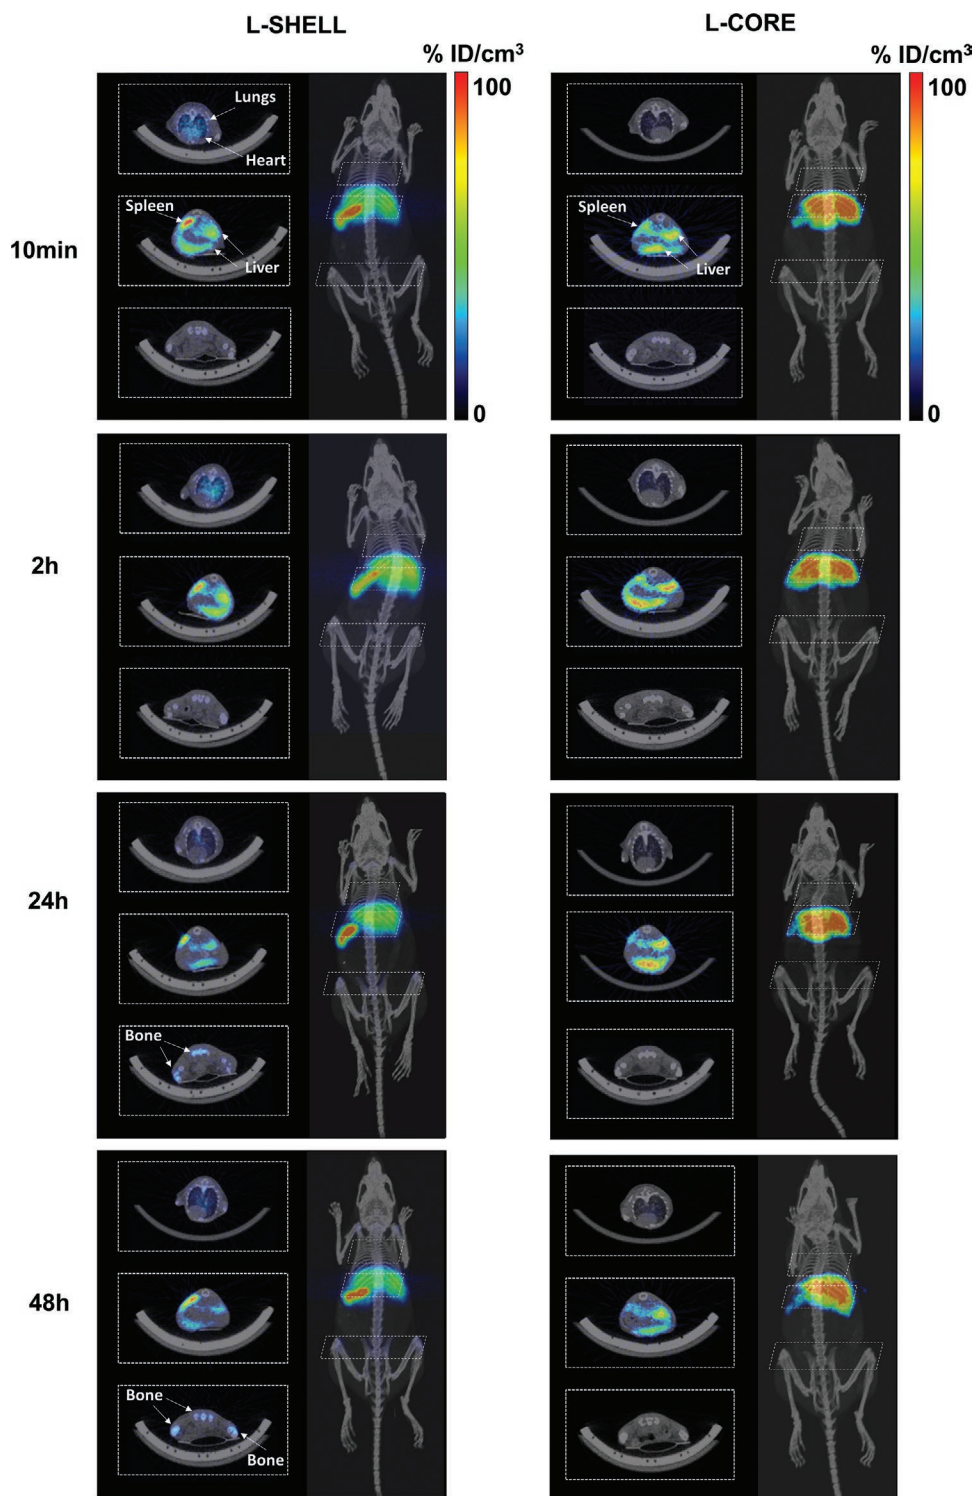 L-SHELL
L-CORE
% ID/cm³
% ID/cm³
10min
100
0
Lungs
Heart
Spleen
Liver
100
0
Spleen
Liver
2h
24h
Bone
48h
Bone
Bone